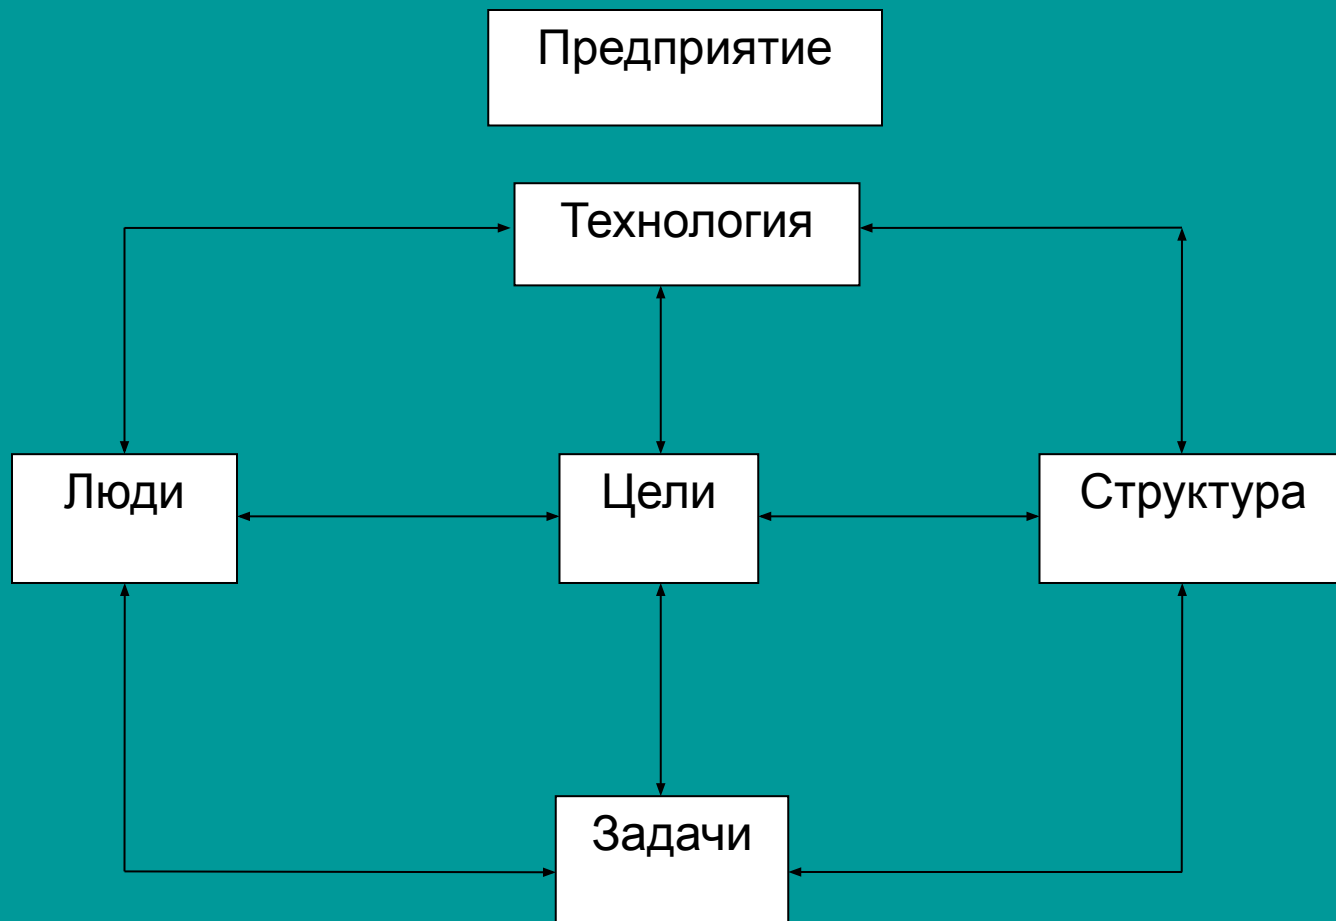 Предприятие
Технология
Люди
Цели
Структура
Задачи